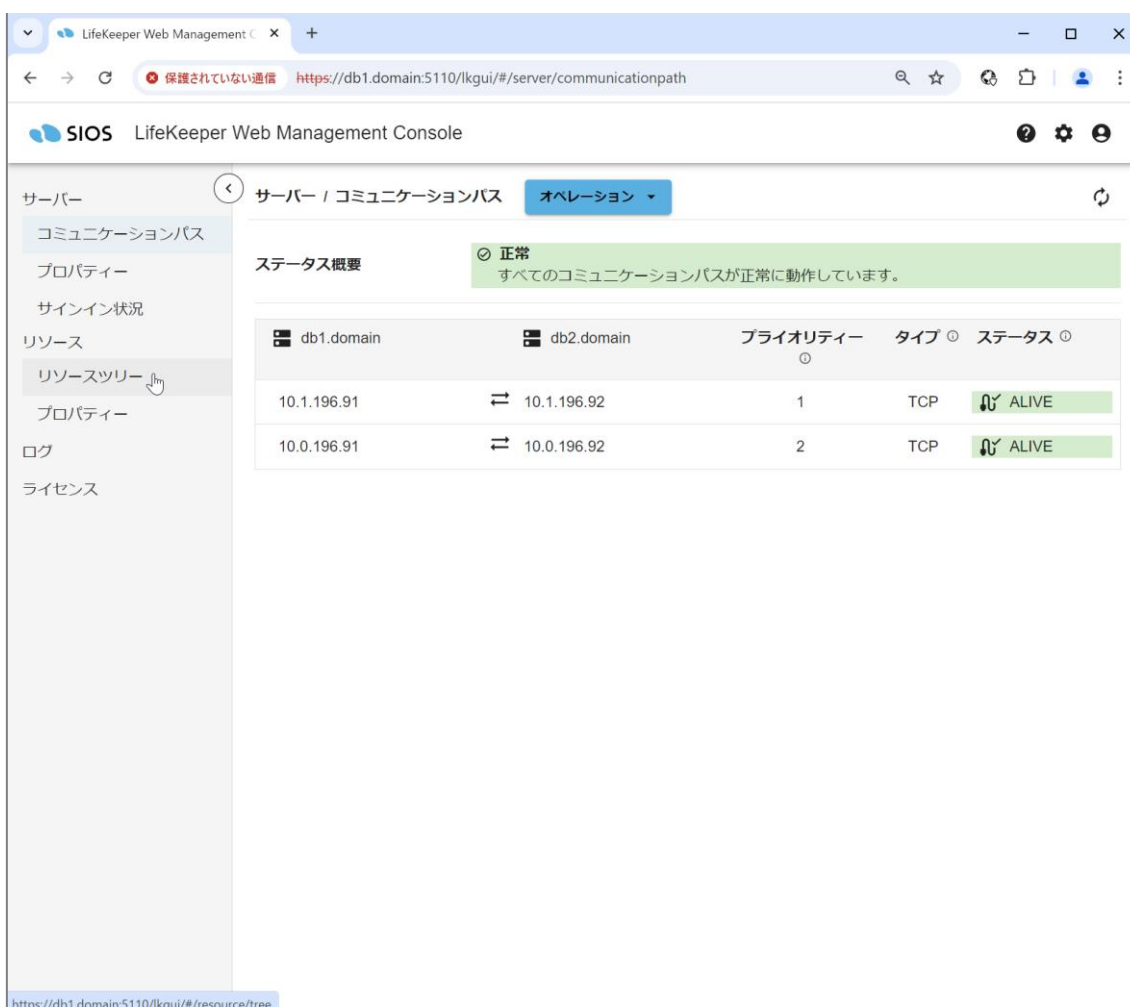 LifeKeeper Web Management C
保護されていない通信 https://db1.domain:5110/lkgui/#/server/communicationpath
SIOS LifeKeeper Web Management Console
サーバー
コミュニケーションパス
プロパティー
サインイン状況
リソース
リソースツリー
プロパティー
ログ
ライセンス
サーバー / コミュニケーションパス オペレーション
ステータス概要
正常
すべてのコミュニケーションパスが正常に動作しています。
db1.domain db2.domain プライオリティー タイプ ステータス
10.1.196.91 10.1.196.92 1 TCP ALIVE
10.0.196.91 10.0.196.92 2 TCP ALIVE
https://db1.domain:5110/lkgui/#/resource/tree